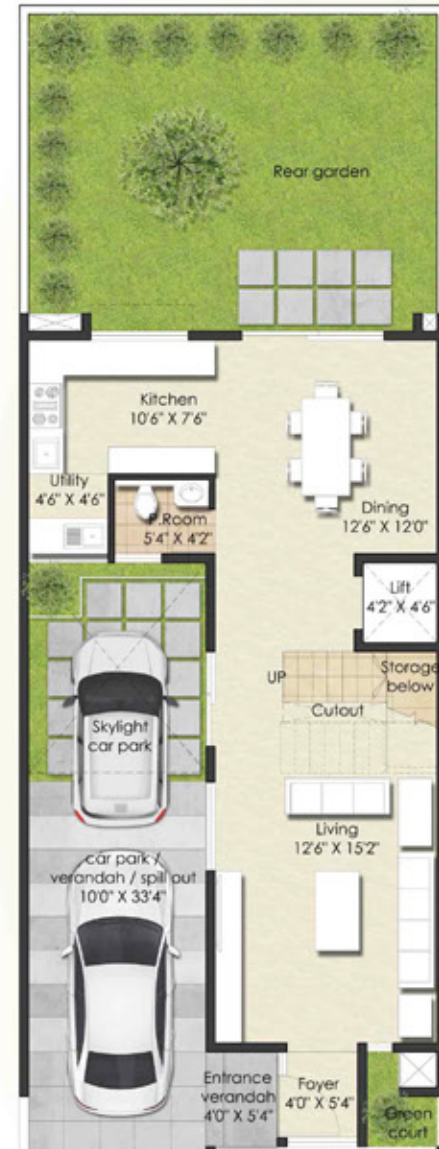 Rear garden
Kitchen
10'6" X 7'6"
Utility
4'6" X 4'6"
P.Room
5'4" X 4'2"
Dining
12'6" X 12'0"
Lift
4'2" X 4'6"
UP
Storage
below
Cutout
Skylight
car park
Living
12'6" X 15'2"
car park /
verandah / spill out
10'0" X 33'4"
Entrance
verandah
4'0" X 5'4"
Foyer
4'0" X 5'4"
Green
court